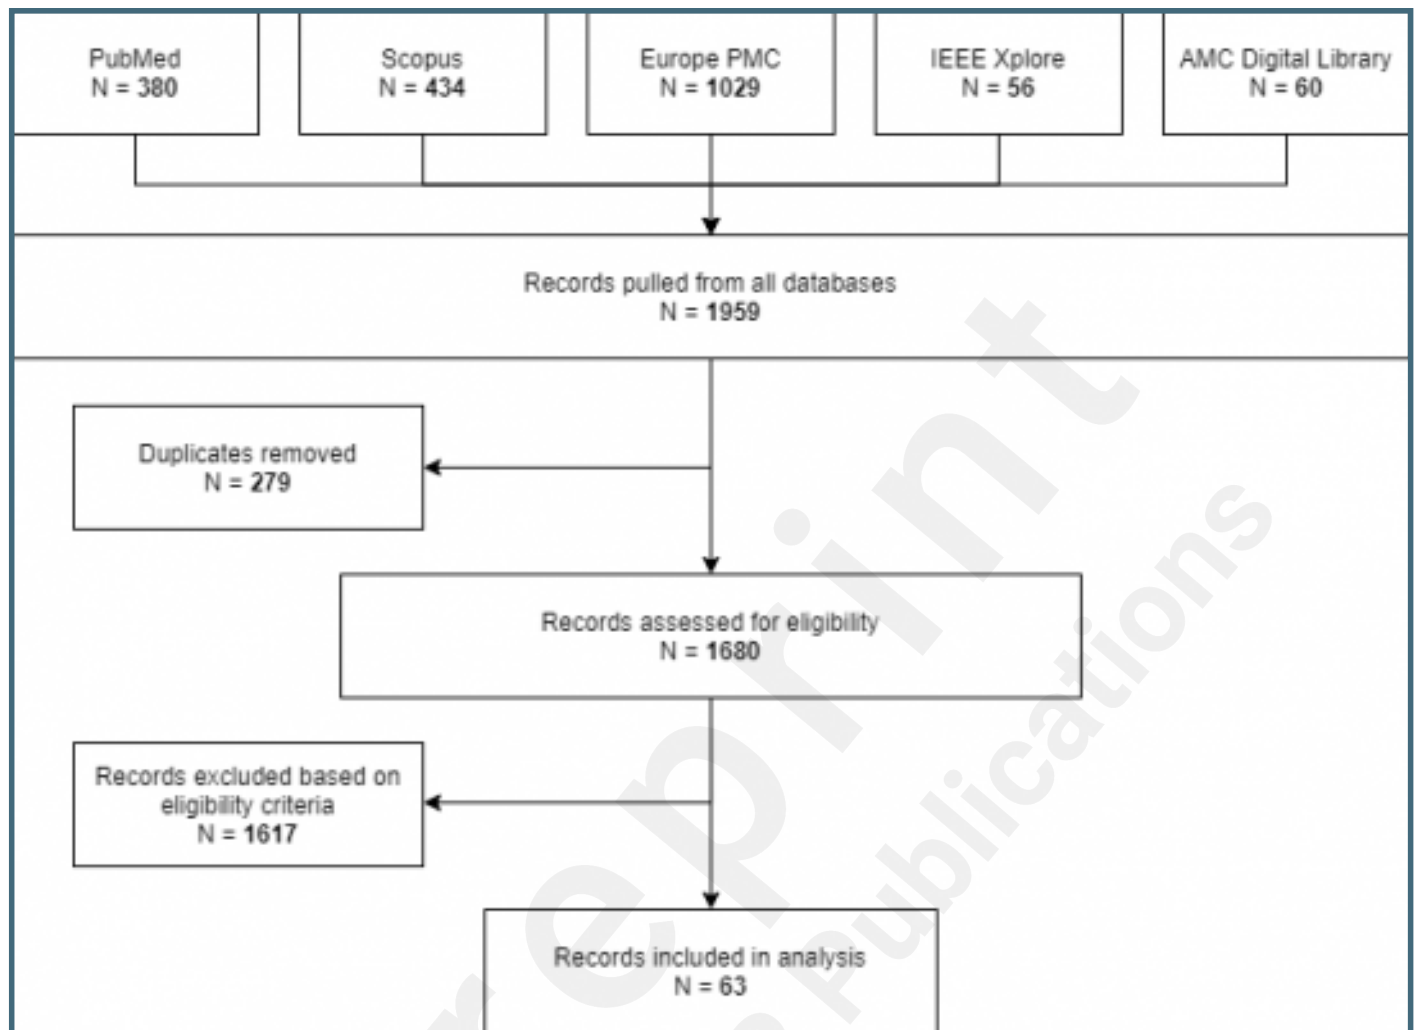 PubMed
N = 380
Scopus
N = 434
Europe PMC
N = 1029
IEEE Xplore
N = 56
AMC Digital Library
N = 60
Records pulled from all databases
N = 1959
Duplicates removed
N = 279
Records assessed for eligibility
N = 1680
Records excluded based on
eligibility criteria
N = 1617
Records included in analysis
N = 63
reprint
Publications